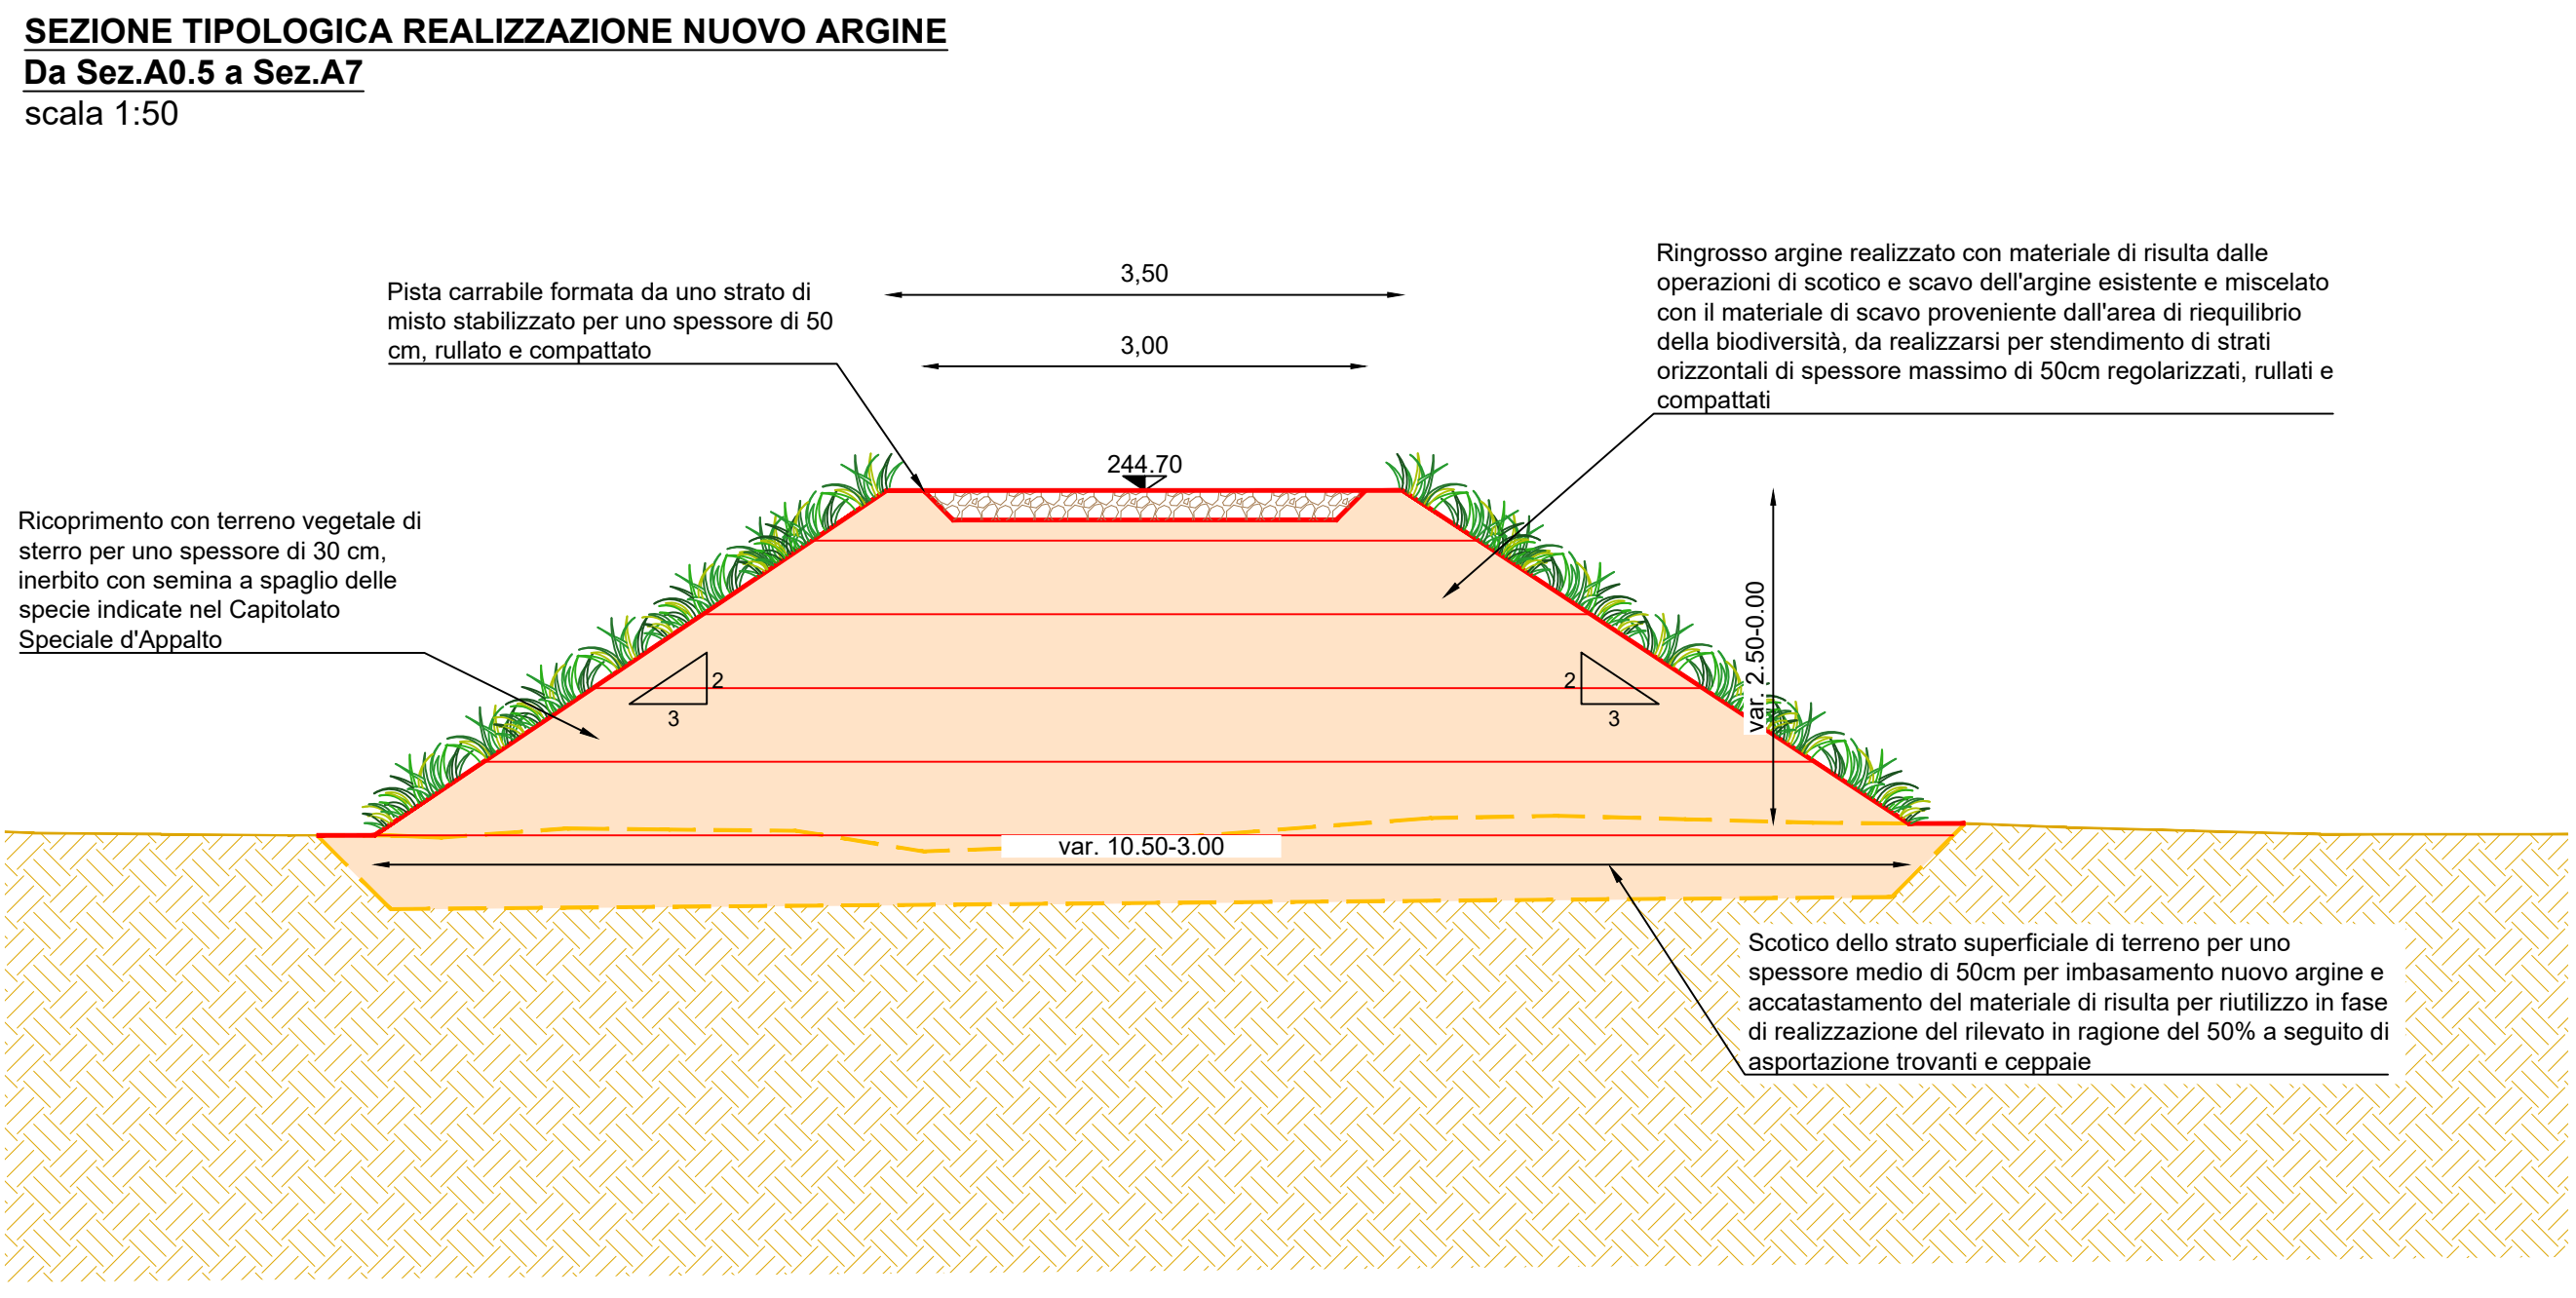 SEZIONE TIPOLOGICA REALIZZAZIONE NUOVO ARGINE
Da Sez.A0.5 a Sez.A7
scala 1:50
Pista carrabile formata da uno strato di
misto stabilizzato per uno spessore di 50
cm, rullato e compattato
3,50
3,00
244.70
Ringrosso argine realizzato con materiale di risulta dalle
operazioni di scotico e scavo dell'argine esistente e miscelato
con il materiale di scavo proveniente dall'area di riequilibrio
della biodiversità, da realizzarsi per stendimento di strati
orizzontali di spessore massimo di 50cm regolarizzati, rullati e
compattati
Ricoprimento con terreno vegetale di
sterro per uno spessore di 30 cm,
inerbito con semina a spaglio delle
specie indicate nel Capitolato
Speciale d'Appalto
2
3
2
3
var. 2.50-0.00
var. 10.50-3.00
Scotico dello strato superficiale di terreno per uno
spessore medio di 50cm per imbasamento nuovo argine e
accatastamento del materiale di risulta per riutilizzo in fase
di realizzazione del rilevato in ragione del 50% a seguito di
asportazione trovanti e ceppaie